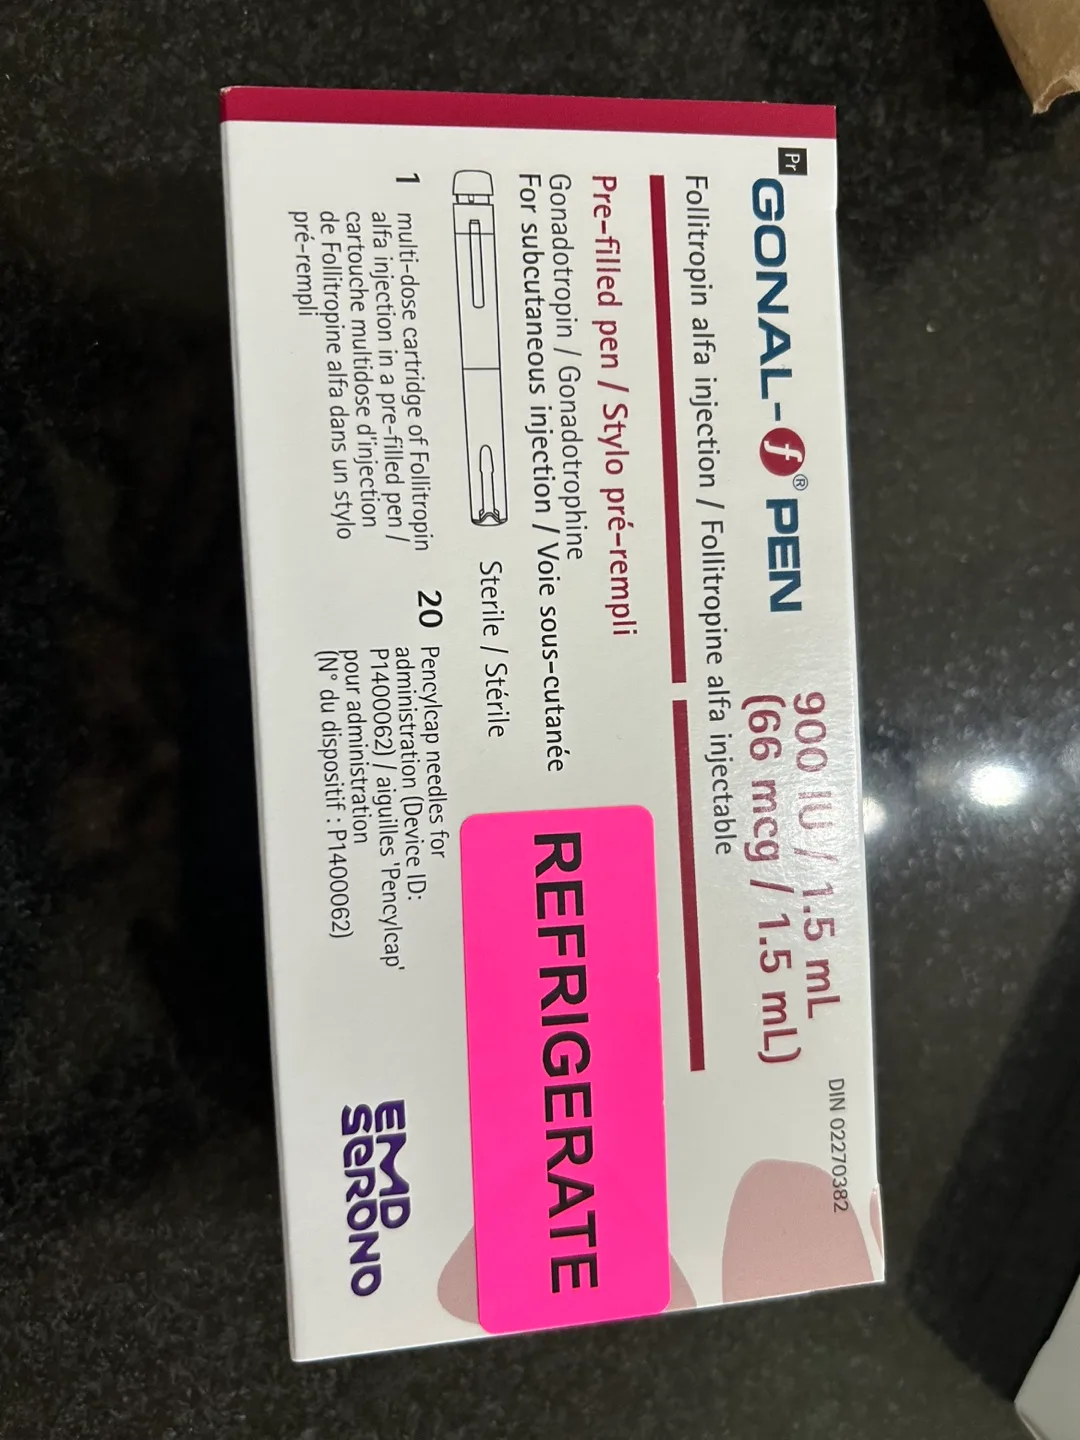 Pr
GONAL-f® PEN
900 IU / 1.5 mL
(66 mcg / 1.5 mL)
DIN 02270382
Follitropin alfa injection / Follitropine alfa injectable
Pre-filled pen / Stylo pré-rempli
Gonadotropin / Gonadotrophine
For subcutaneous injection / Voie sous-cutanée
Sterile / Stérile
1 multi-dose cartridge of Follitropin
alfa injection in a pre-filled pen /
cartouche multidose d'injection
de Follitropine alfa dans un stylo
pré-rempli
20 Pencylcap needles for
administration (Device ID:
P1400062) / aiguilles 'Pencylcap'
pour administration
(N° du dispositif : P1400062)
REFRIGERATE
EMD
SERONO